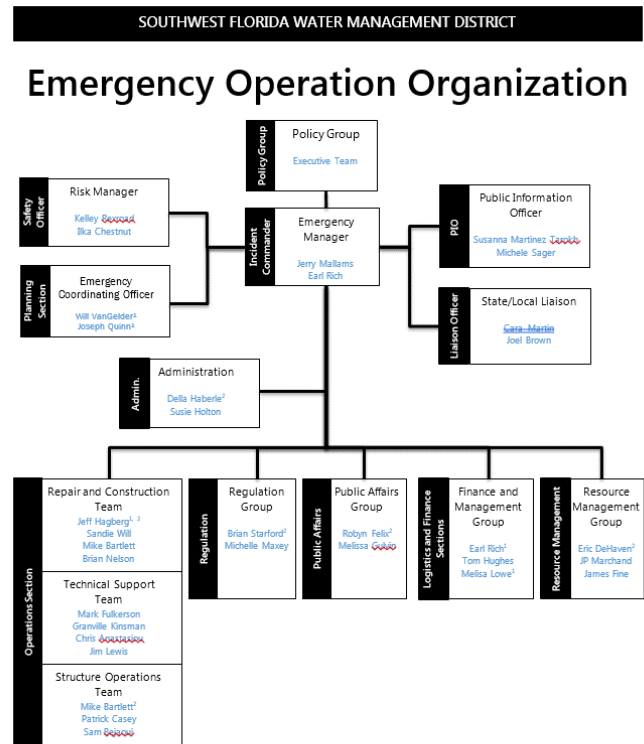 SOUTHWEST FLORIDA WATER MANAGEMENT DISTRICT
Emergency Operation Organization
Policy Group
Policy Group
Executive Team
Safety
Officer
Risk Manager
Kelley Rexroad
Ilka Chestnut
Incident
Commander
Emergency
Manager
Jerry Mallams
Earl Rich
PIO
Public Information
Officer
Susanna Martinez Tarokh
Michele Sager
Planning
Section
Emergency
Coordinating Officer
Will VanGelder¹
Joseph Quinn¹
Liaison Officer
State/Local Liaison
Cara Martin
Joel Brown
Admin.
Administration
Della Haberle²
Susie Holton
Operations Section
Repair and Construction
Team
Jeff Hagberg¹, ²
Sandie Will
Mike Bartlett
Brian Nelson
Technical Support
Team
Mark Fulkerson
Granville Kinsman
Chris Anastasiou
Jim Lewis
Structure Operations
Team
Mike Bartlett²
Patrick Casey
Sam Bejaoui
Regulation
Regulation
Group
Brian Starford²
Michelle Maxey
Public Affairs
Public Affairs
Group
Robyn Felix²
Melissa Gulvin
Logistics and Finance
Sections
Finance and
Management
Group
Earl Rich¹
Tom Hughes
Melisa Lowe¹
Resource Management
Resource
Management
Group
Eric DeHaven²
JP Marchand
James Fine